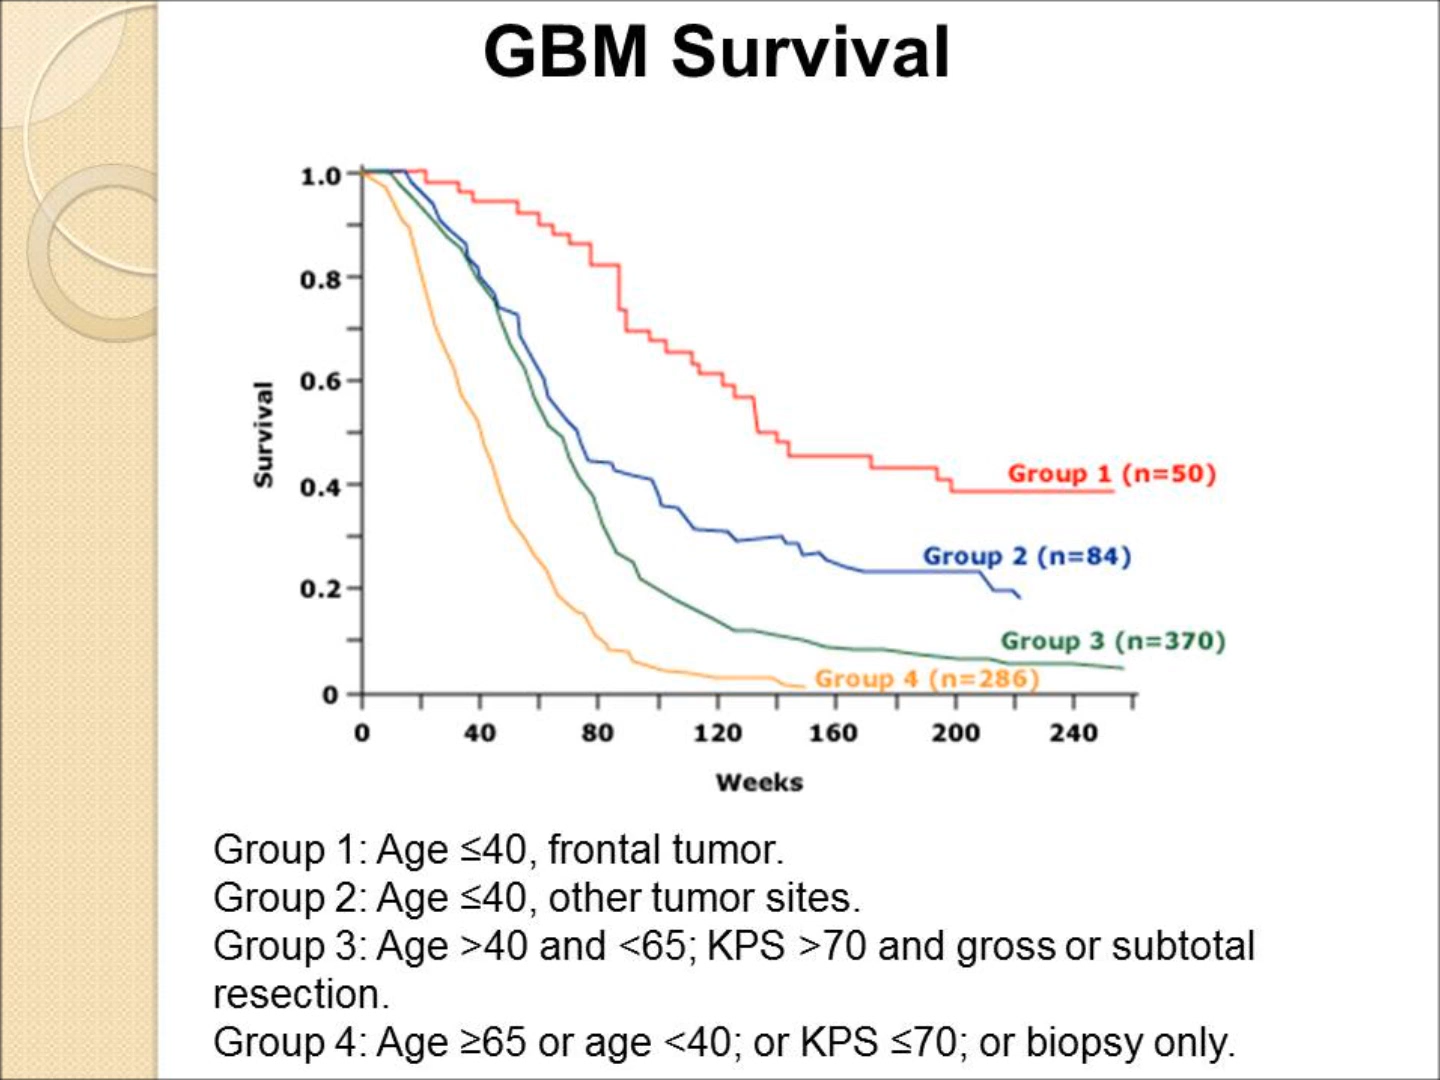 GBM Survival
1.0
0.8
0.6
0.4
0.2
0
Survival
Group 1 (n=50)
Group 2 (n=84)
Group 3 (n=370)
Group 4 (n=286)
0 40 80 120 160 200 240
Weeks
Group 1: Age ≤40, frontal tumor.
Group 2: Age ≤40, other tumor sites.
Group 3: Age >40 and <65; KPS >70 and gross or subtotal
resection.
Group 4: Age ≥65 or age <40; or KPS ≤70; or biopsy only.